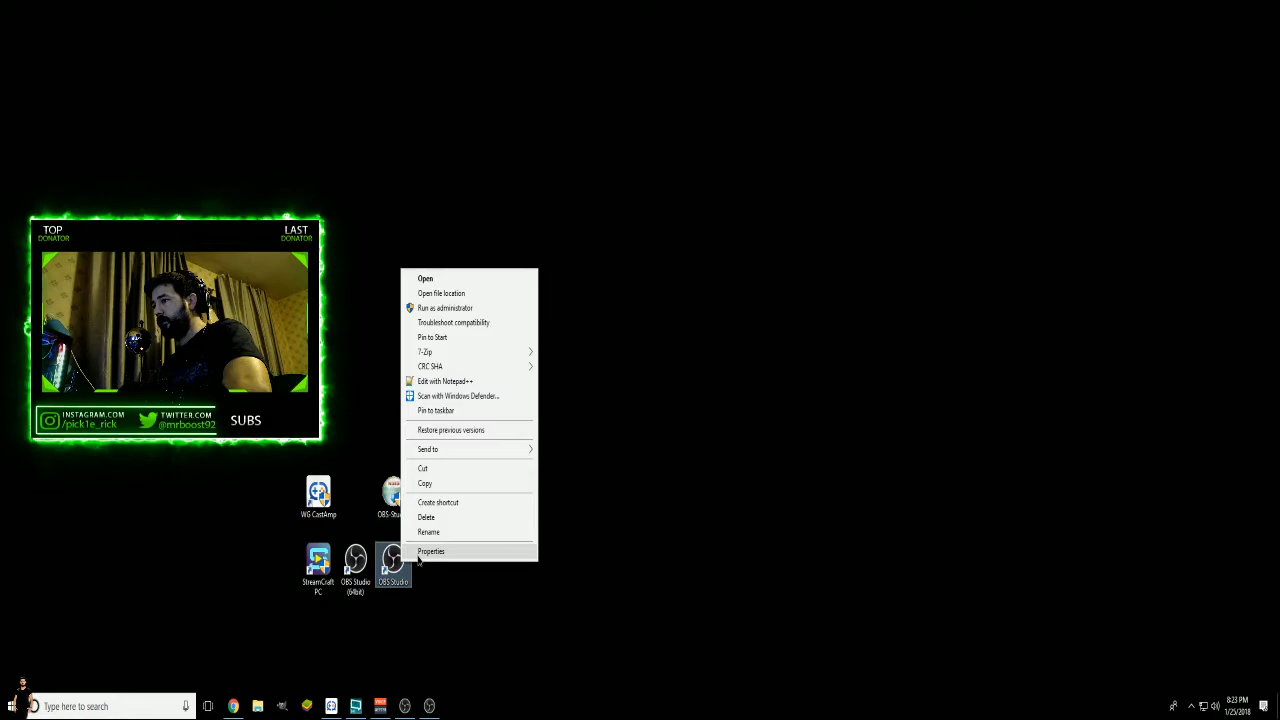 TOP
DONATOR
LAST
DONATOR
INSTAGRAM.COM
/pick1e_rick
TWITTER.COM
@mrboost92
SUBS
Open
Open file location
Run as administrator
Troubleshoot compatibility
Pin to Start
7-Zip
CRC SHA
Edit with Notepad++
Scan with Windows Defender...
Pin to taskbar
Restore previous versions
Send to
Cut
Copy
Create shortcut
Delete
Rename
Properties
WG CastAmp
OBS-Stu
StreamCraft
PC
OBS Studio
(64bit)
OBS Studio
Type here to search
8:23 PM
1/25/2018